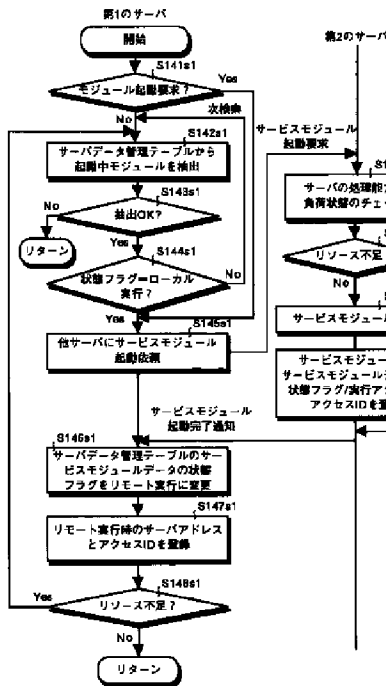 第1のサーバ
開始
S141s1
モジュール起動要求？
Yes
No
次検索
S142s1
サーバデータ管理テーブルから
起動中モジュールを検出
S143s1
抽出OK?
No
リターン
Yes
S144s1
状態フラグ＝ローカル
実行？
No
Yes
S145s1
他サーバにサービスモジュール
起動依頼
サービスモジュール
起動要求
サービスモジュール
起動完了通知
S146s1
サーバデータ管理テーブルのサー
ビスモジュールデータの状態
フラグをリモート実行に変更
S147s1
リモート実行時のサーバアドレス
とアクセスIDを登録
S148s1
リソース不足？
Yes
No
リターン
第2のサーバ
S1
サーバの処理能
負荷状態のチェ
S
リソース不足
No
S
サービスモジュール
サービスモジュー
サービスモジュールデ
状態フラグ/実行ア
アクセスIDを登